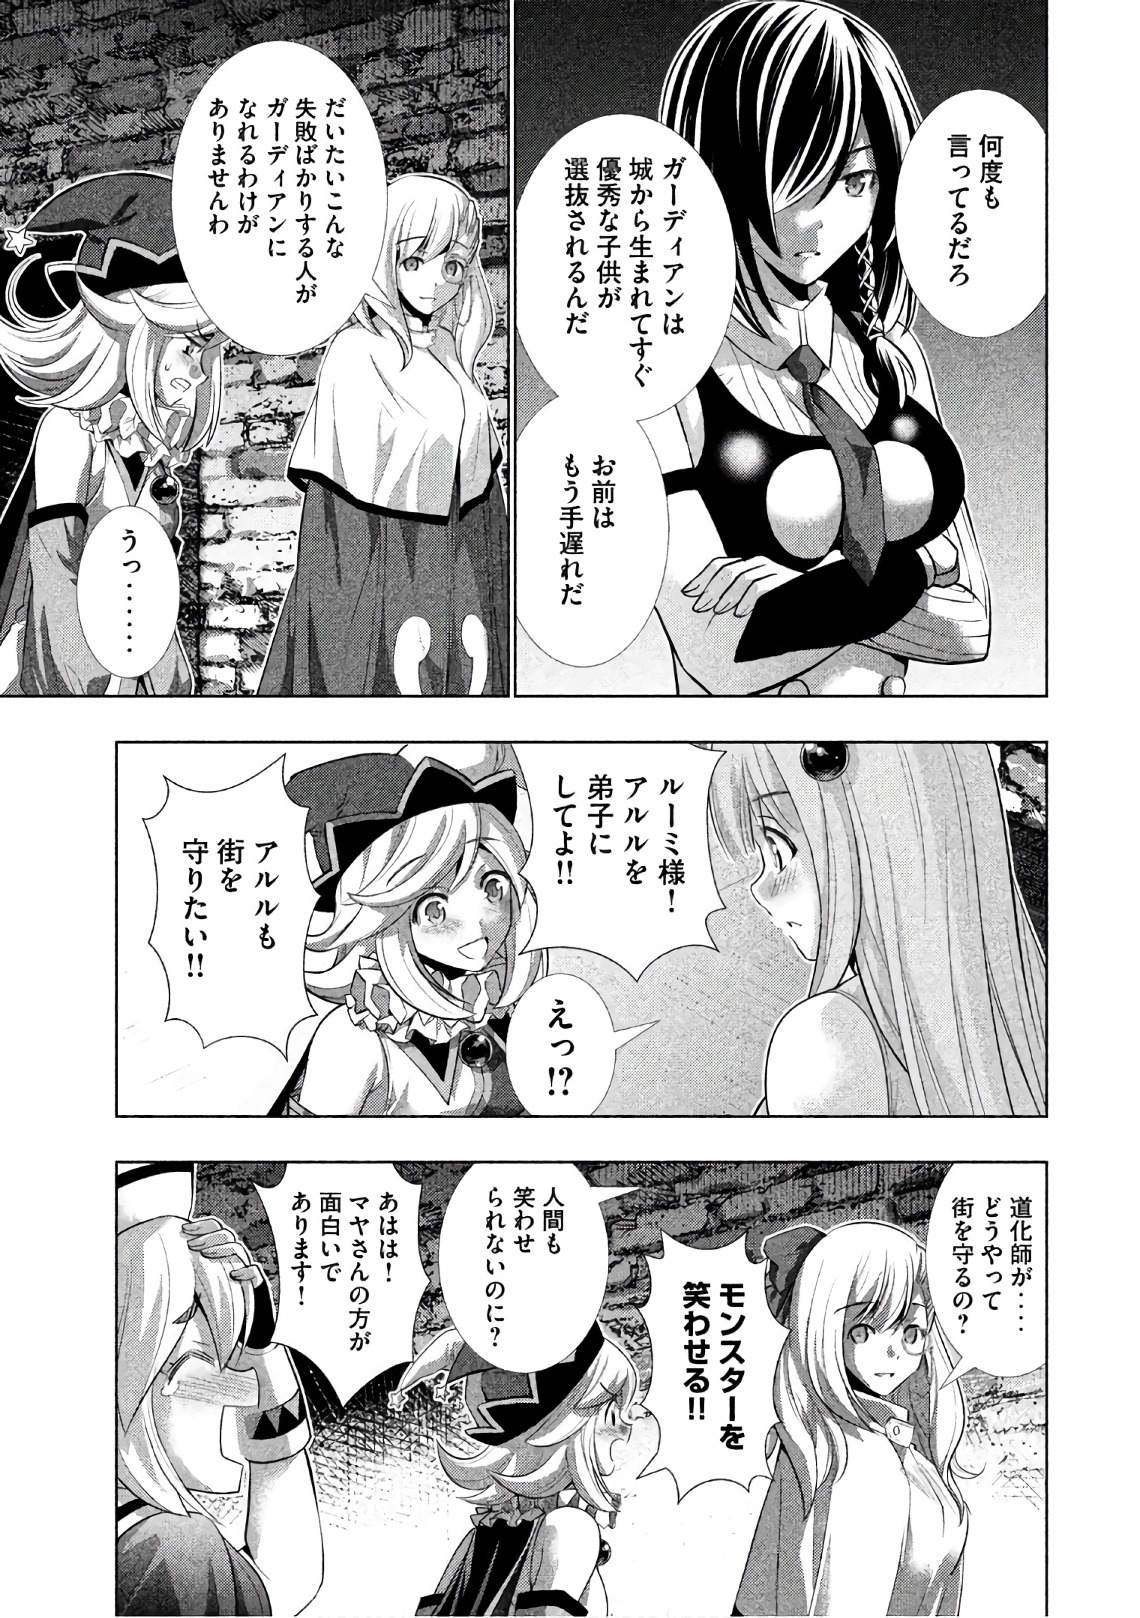 何度も
言ってるだろ
ガーディアンは
城から生まれてすぐ
優秀な子供が
選抜されるんだ
お前は
もう手遅れだ
だいたいこんな
失敗ばかりする人が
ガーディアンに
なれるわけが
ありませんわ
うっ‥‥‥
ルーミ様!
アルルを
弟子に
してよ!!
アルルも
街を
守りたい!!
えっ!?
道化師が‥‥
どうやって
街を守るの?
モンスターを
笑わせる!!
人間も
笑わせ
られないのに?
あはは!
マヤさんの方が
面白いで
あります!